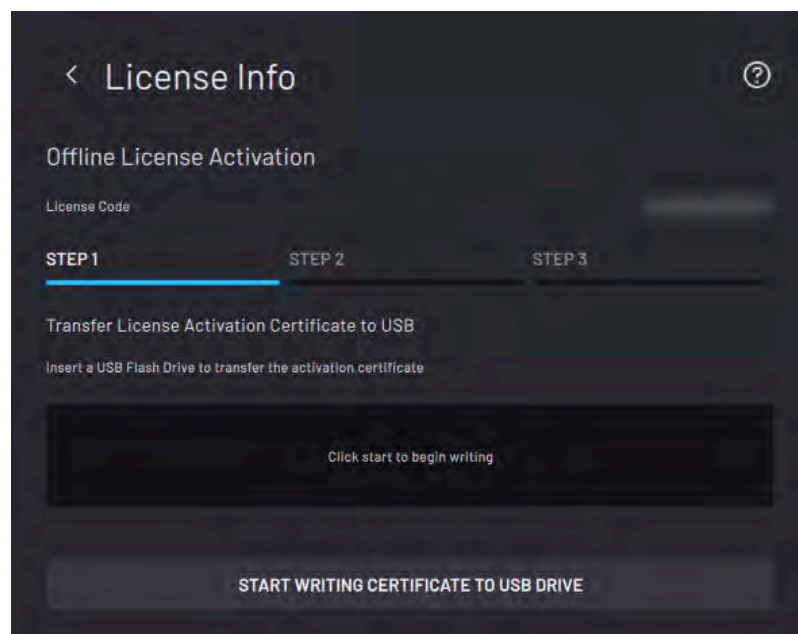 License Info
Offline License Activation
License Code
STEP 1 STEP 2 STEP 3
Transfer License Activation Certificate to USB
Insert a USB Flash Drive to transfer the activation certificate
Click start to begin writing
START WRITING CERTIFICATE TO USB DRIVE